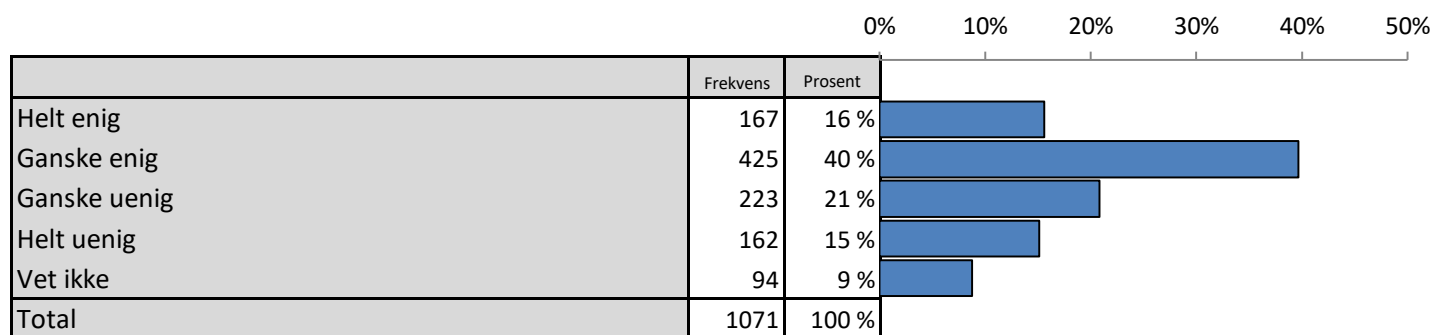 0% 10% 20% 30% 40% 50%
Frekvens Prosent
Helt enig 167 16 %
Ganske enig 425 40 %
Ganske uenig 223 21 %
Helt uenig 162 15 %
Vet ikke 94 9 %
Total 1071 100 %